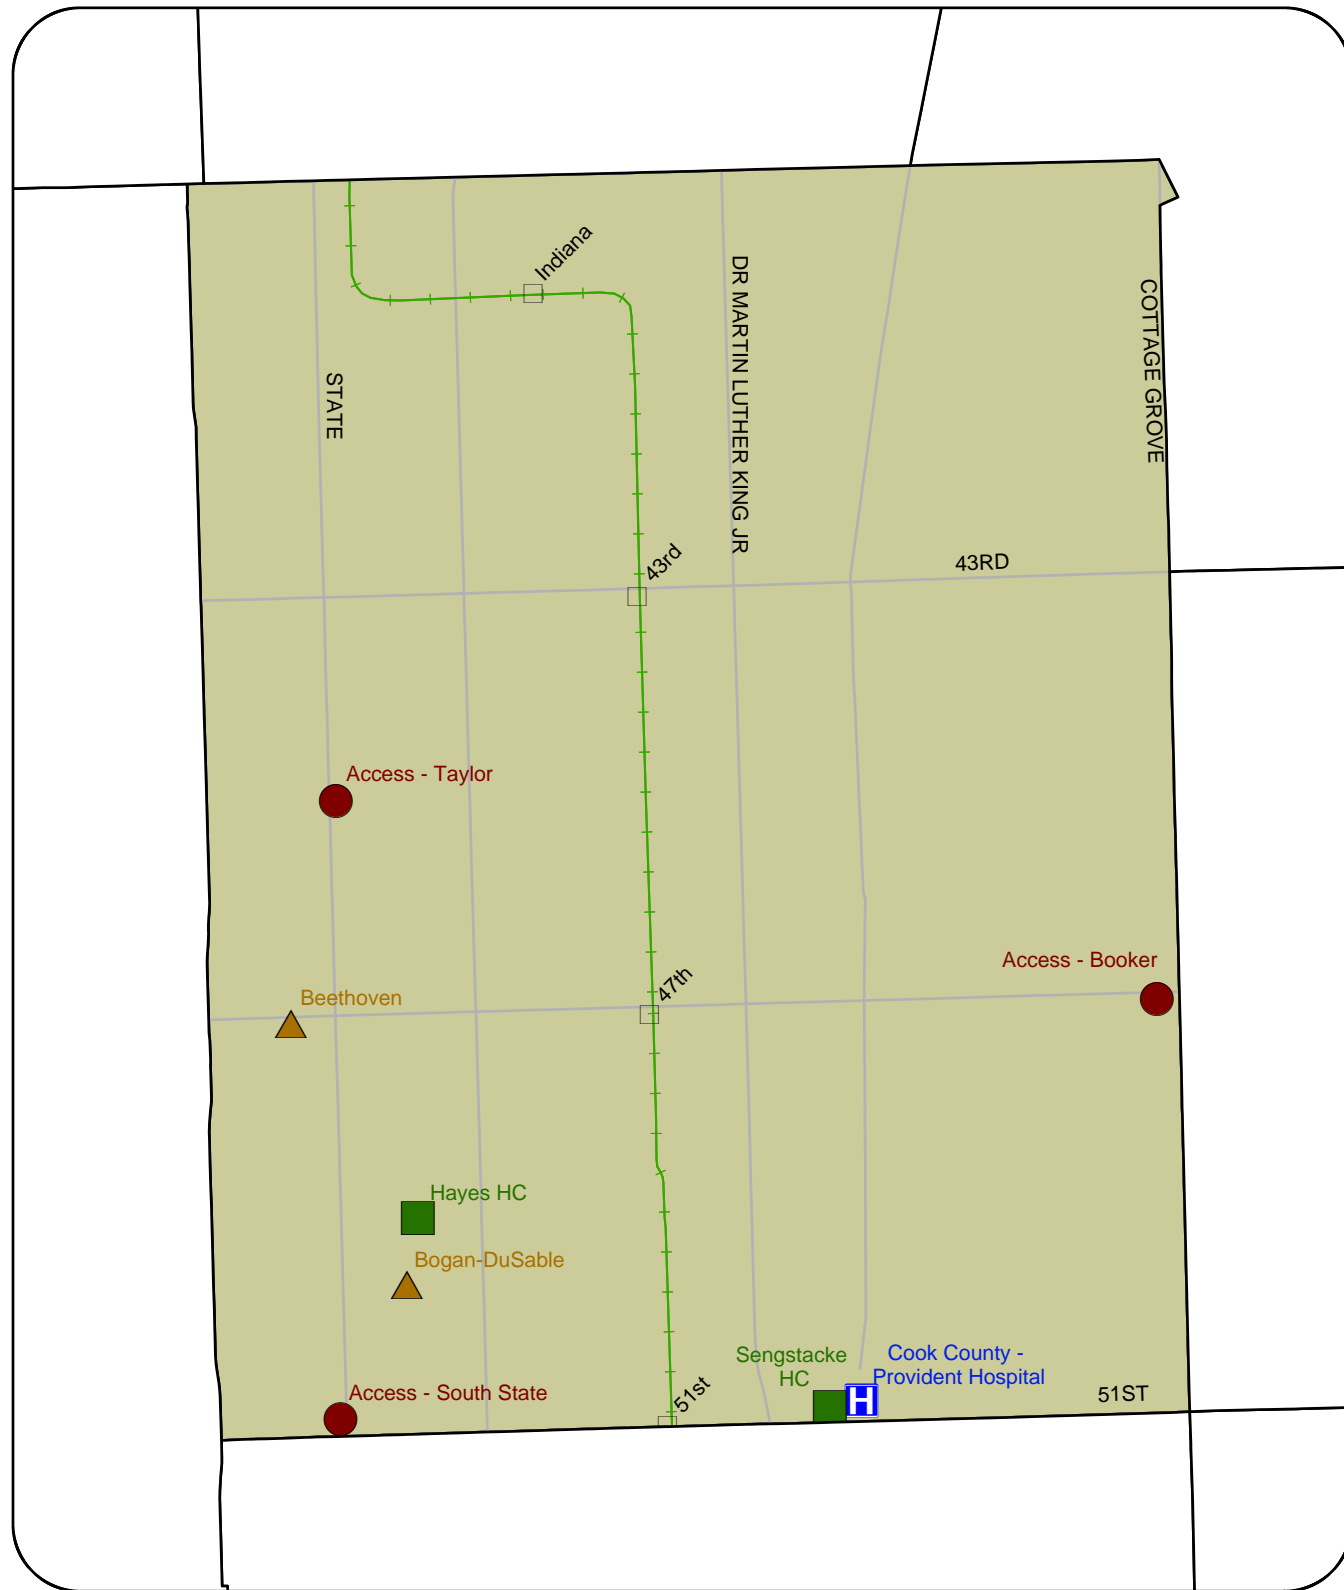 Indiana
DR MARTIN LUTHER KING JR
COTTAGE GROVE
STATE
43rd
43RD
Access - Taylor
Access - Booker
47th
Beethoven
Hayes HC
Bogan-DuSable
Sengstacke
HC
Cook County -
Provident Hospital
H
51st
51ST
Access - South State